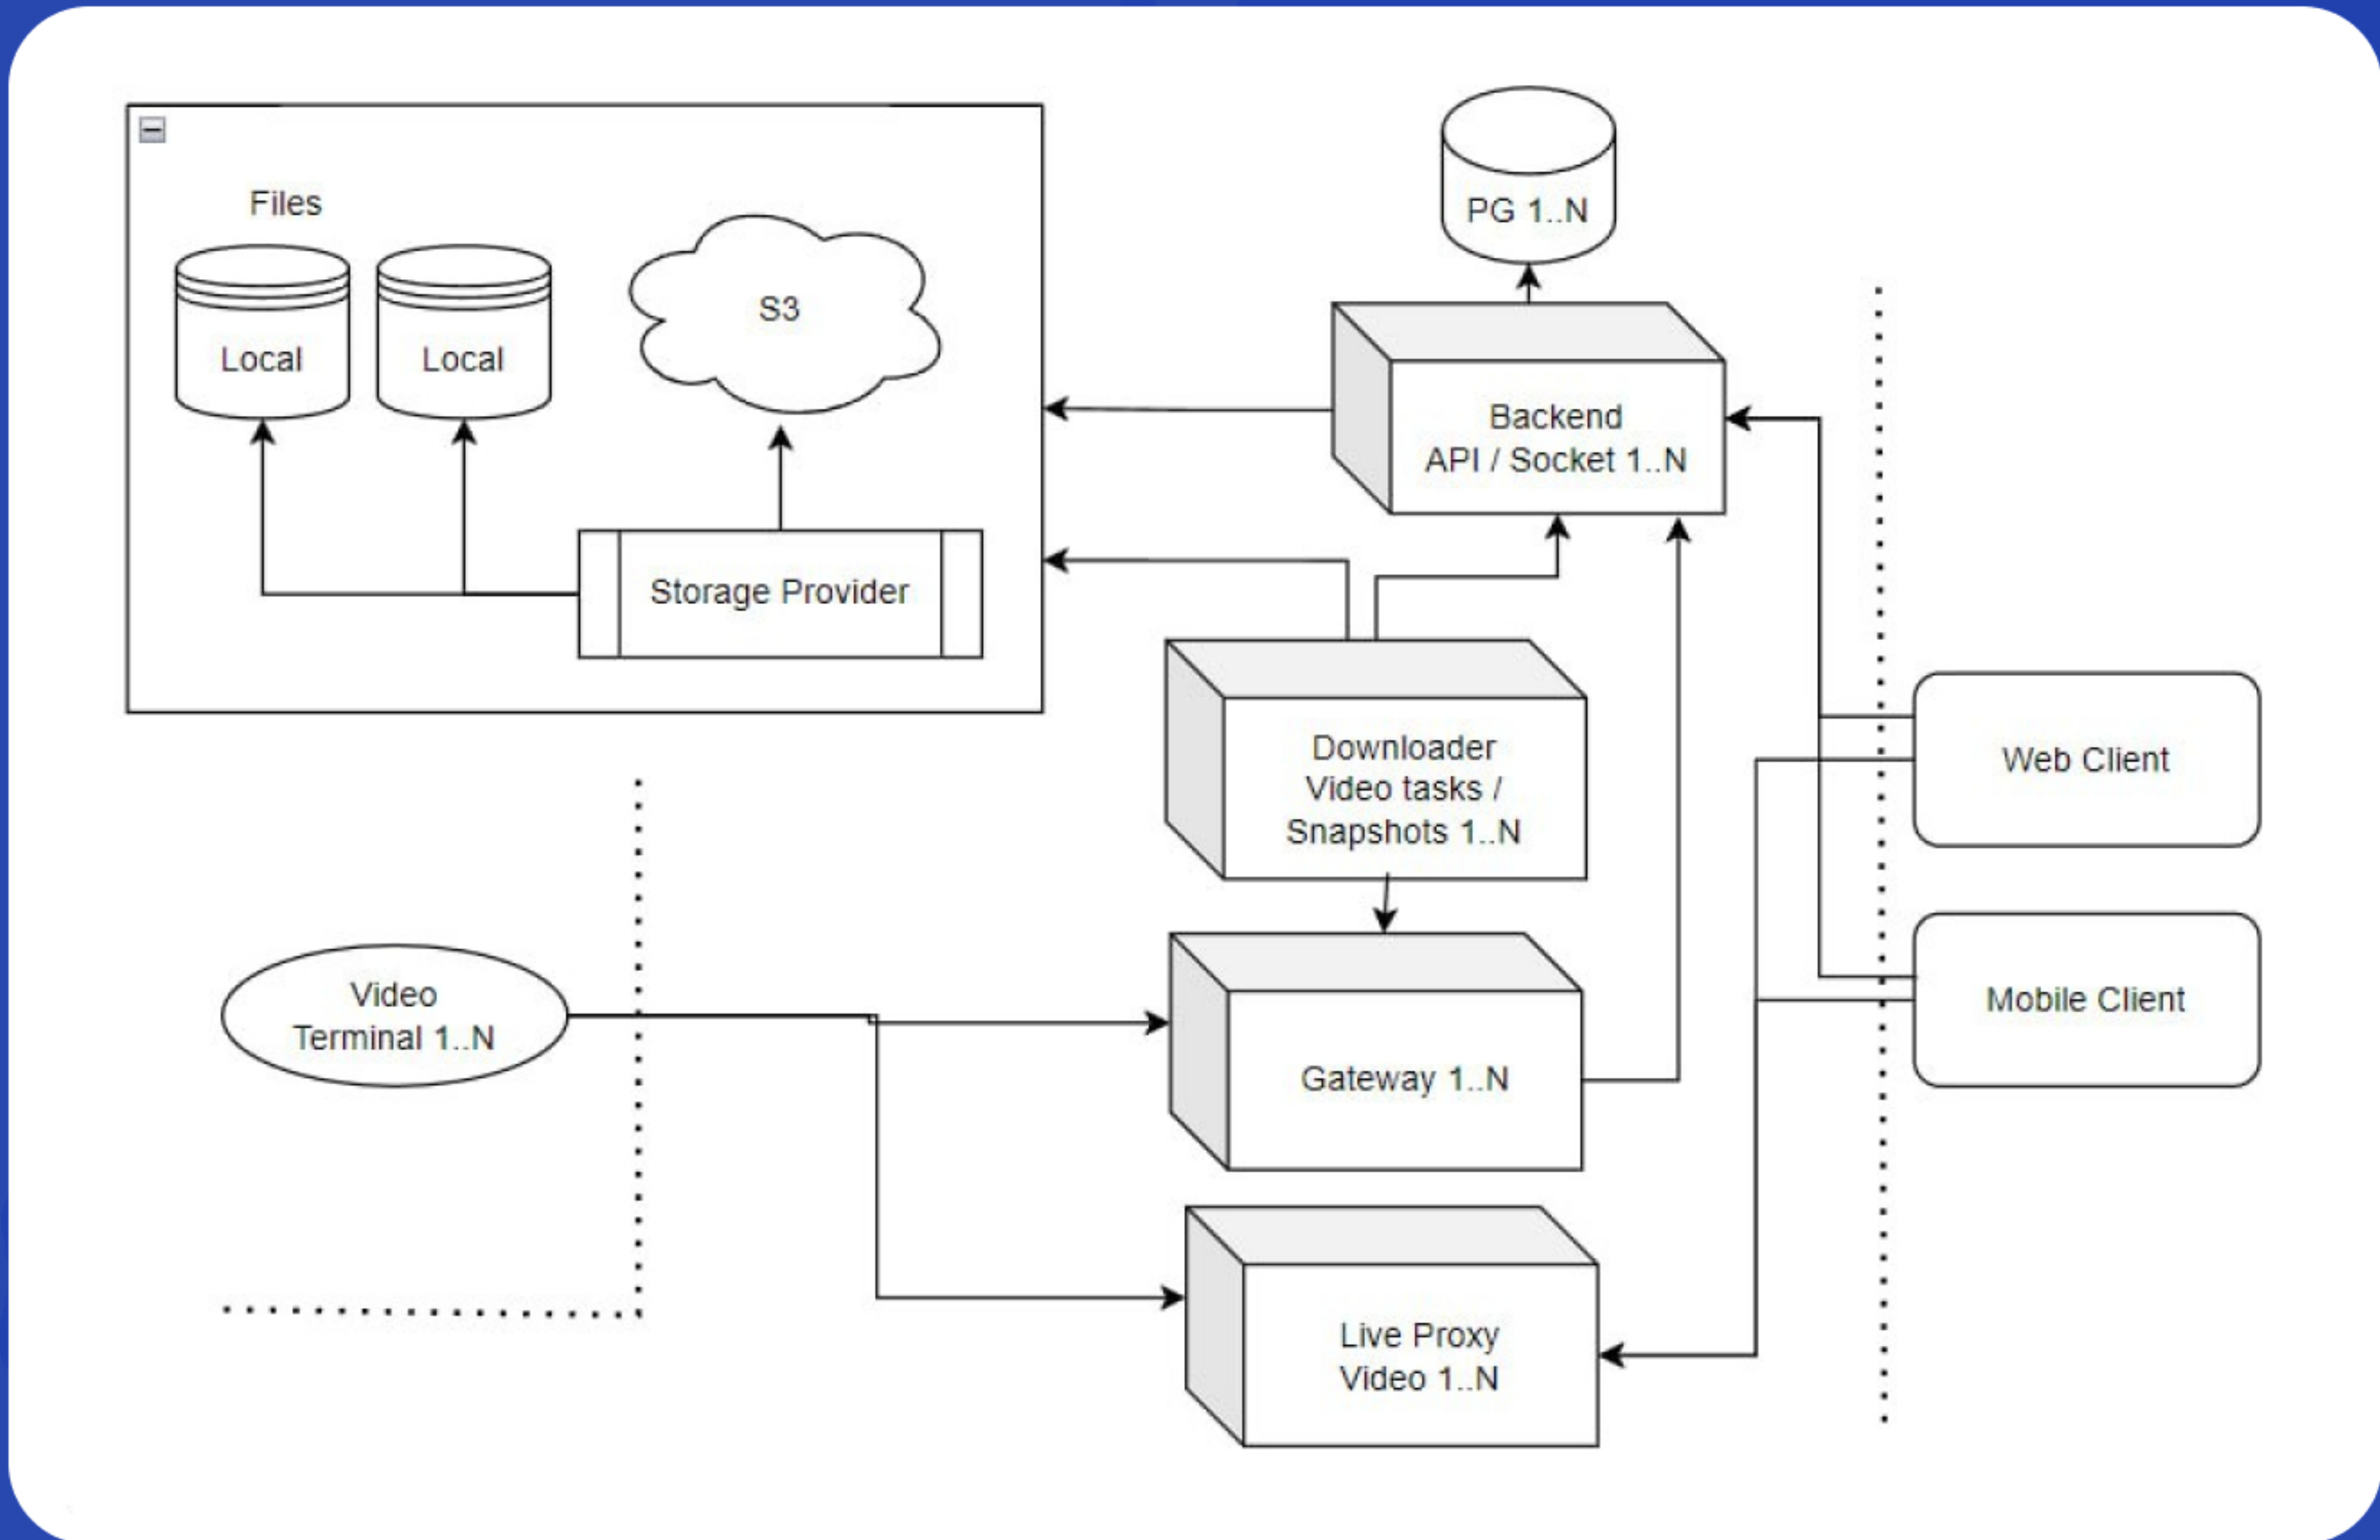 Files
Local
Local
S3
Storage Provider
PG 1..N
Backend
API / Socket 1..N
Downloader
Video tasks /
Snapshots 1..N
Web Client
Video
Terminal 1..N
Gateway 1..N
Mobile Client
Live Proxy
Video 1..N